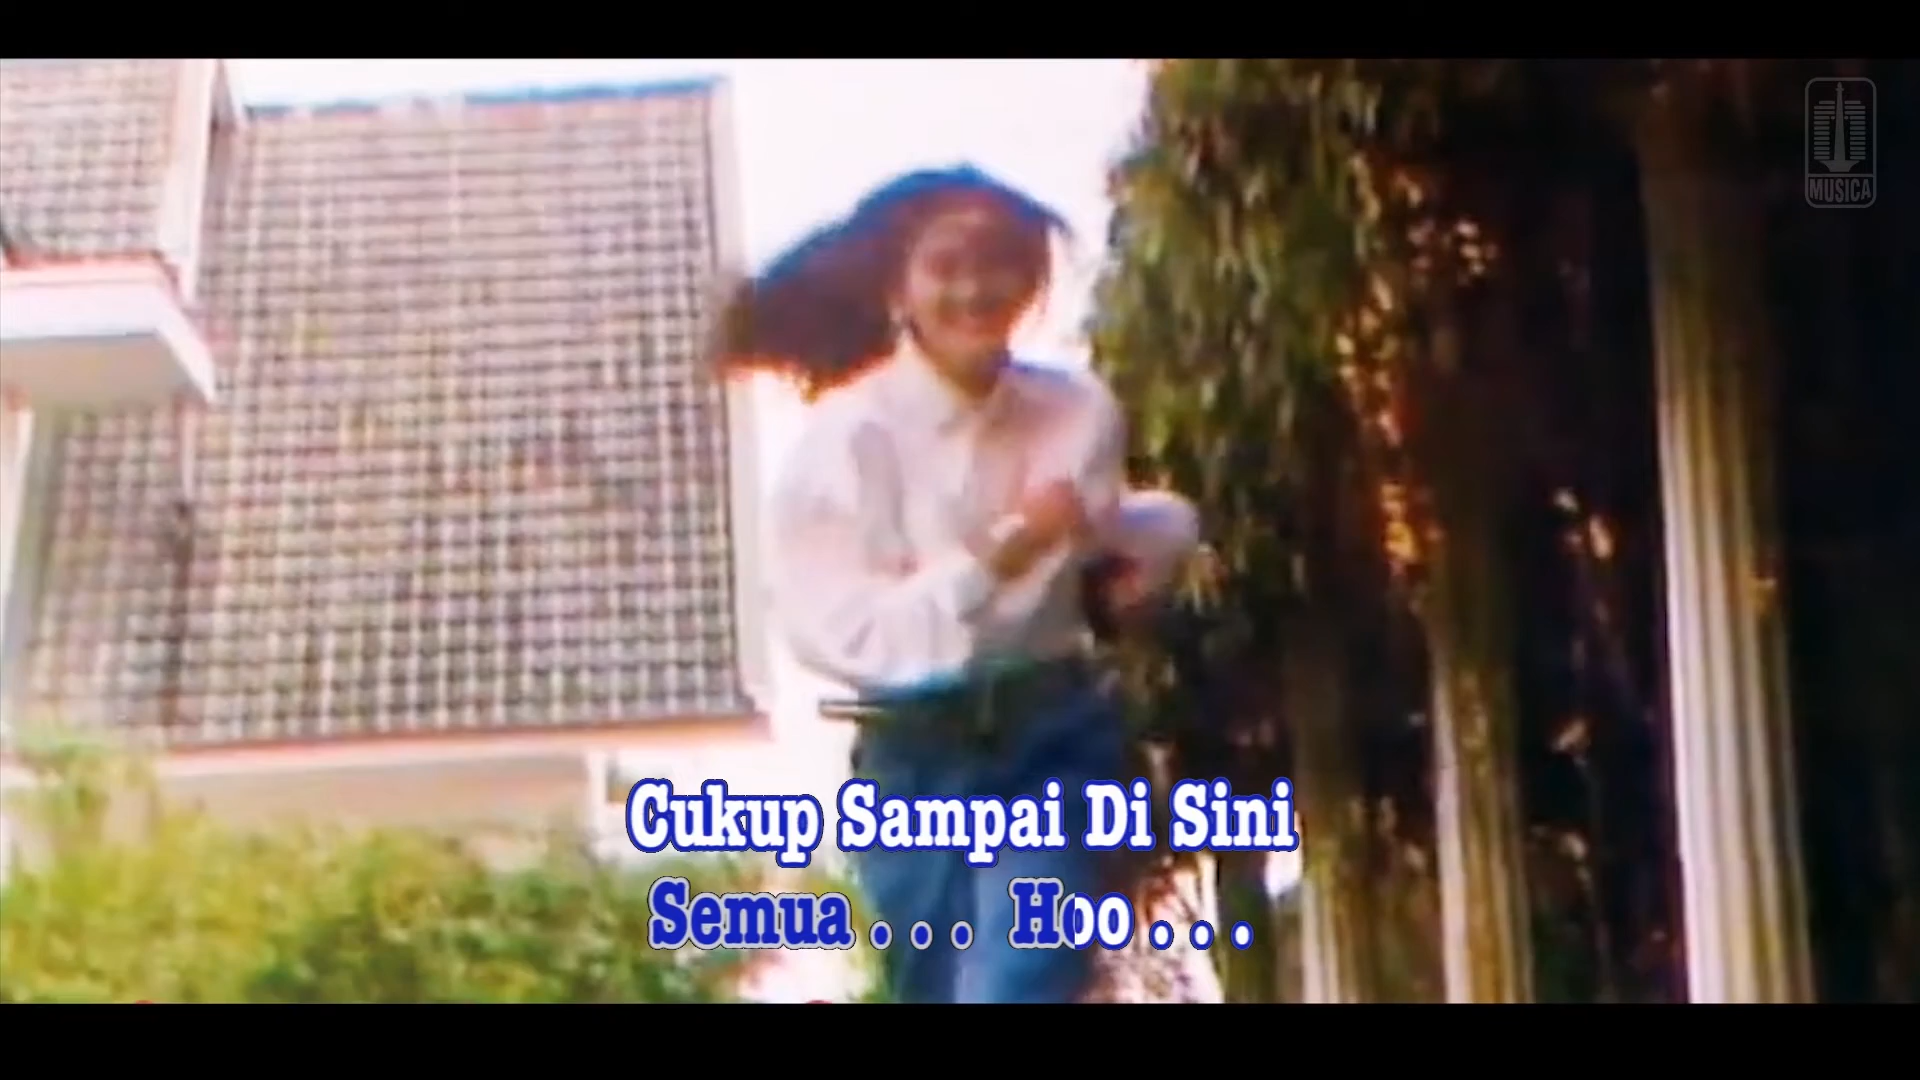 MUSICA
Cukup Sampai Di Sini
Semua . . . Hoo . . .